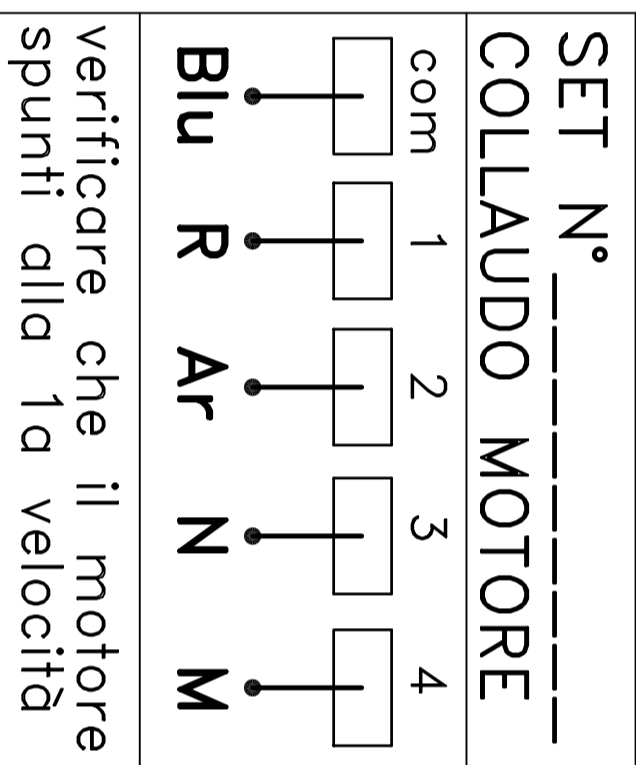 SET N°___________
COLLAUDO MOTORE
com 1 2 3 4
Blu R Ar N M
verificare che il motore
spunti alla 1a velocità